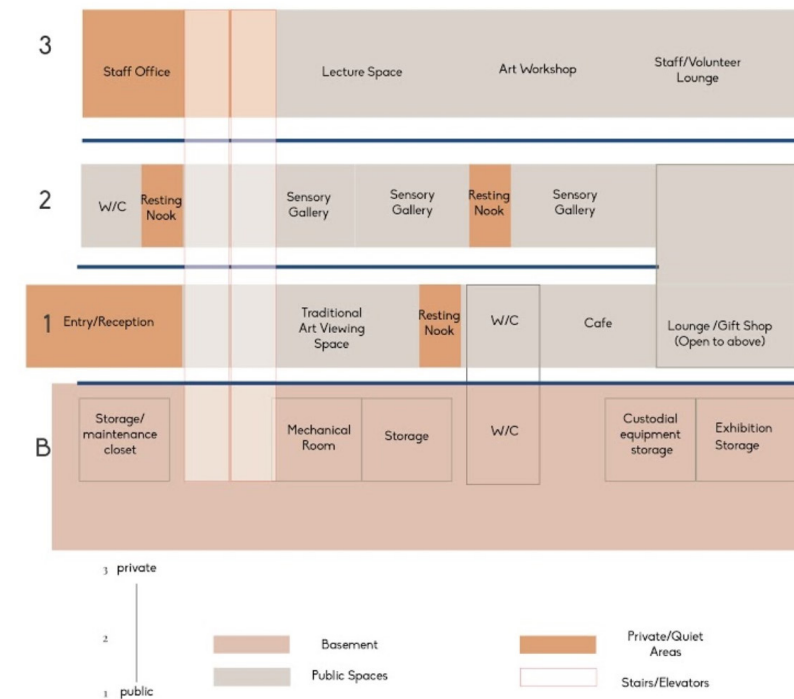 3
Staff Office
Lecture Space
Art Workshop
Staff/Volunteer
Lounge
2
W/C
Resting
Nook
Sensory
Gallery
Sensory
Gallery
Resting
Nook
Sensory
Gallery
1
Entry/Reception
Traditional
Art Viewing
Space
Resting
Nook
W/C
Cafe
Lounge /Gift Shop
(Open to above)
B
Storage/
maintenance
closet
Mechanical
Room
Storage
W/C
Custodial
equipment
storage
Exhibition
Storage
3 private
2
1 public
Basement
Public Spaces
Private/Quiet
Areas
Stairs/Elevators